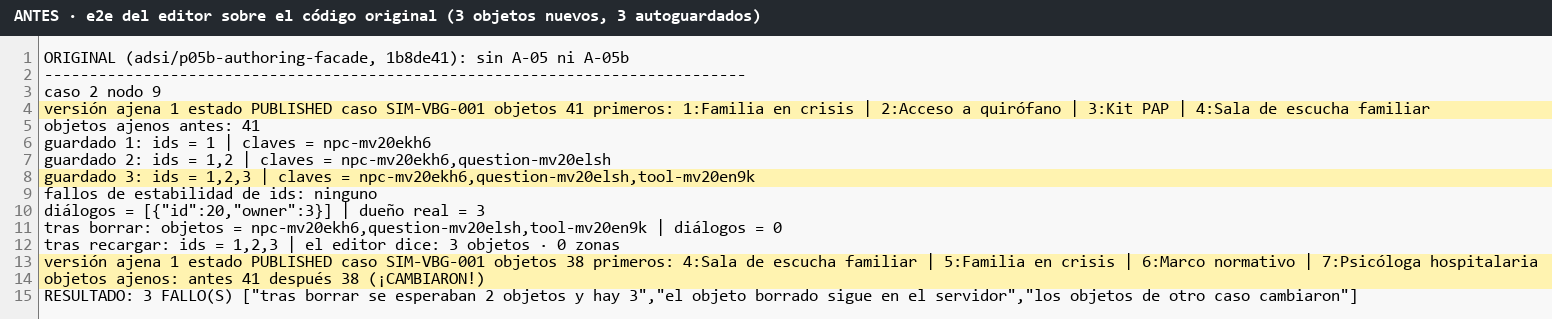 ANTES · e2e del editor sobre el código original (3 objetos nuevos, 3 autoguardados)
1 ORIGINAL (adsi/p05b-authoring-facade, 1b8de41): sin A-05 ni A-05b
2 ------------------------------------------------------------------------------
3 caso 2 nodo 9
4 versión ajena 1 estado PUBLISHED caso SIM-VBG-001 objetos 41 primeros: 1:Familia en crisis | 2:Acceso a quirófano | 3:Kit PAP | 4:Sala de escucha familiar
5 objetos ajenos antes: 41
6 guardado 1: ids = 1 | claves = npc-mv20ekh6
7 guardado 2: ids = 1,2 | claves = npc-mv20ekh6,question-mv20elsh
8 guardado 3: ids = 1,2,3 | claves = npc-mv20ekh6,question-mv20elsh,tool-mv20en9k
9 fallos de estabilidad de ids: ninguno
10 diálogos = [{"id":20,"owner":3}] | dueño real = 3
11 tras borrar: objetos = npc-mv20ekh6,question-mv20elsh,tool-mv20en9k | diálogos = 0
12 tras recargar: ids = 1,2,3 | el editor dice: 3 objetos · 0 zonas
13 versión ajena 1 estado PUBLISHED caso SIM-VBG-001 objetos 38 primeros: 4:Sala de escucha familiar | 5:Familia en crisis | 6:Marco normativo | 7:Psicóloga hospitalaria
14 objetos ajenos: antes 41 después 38 (¡CAMBIARON!)
15 RESULTADO: 3 FALLO(S) ["tras borrar se esperaban 2 objetos y hay 3","el objeto borrado sigue en el servidor","los objetos de otro caso cambiaron"]